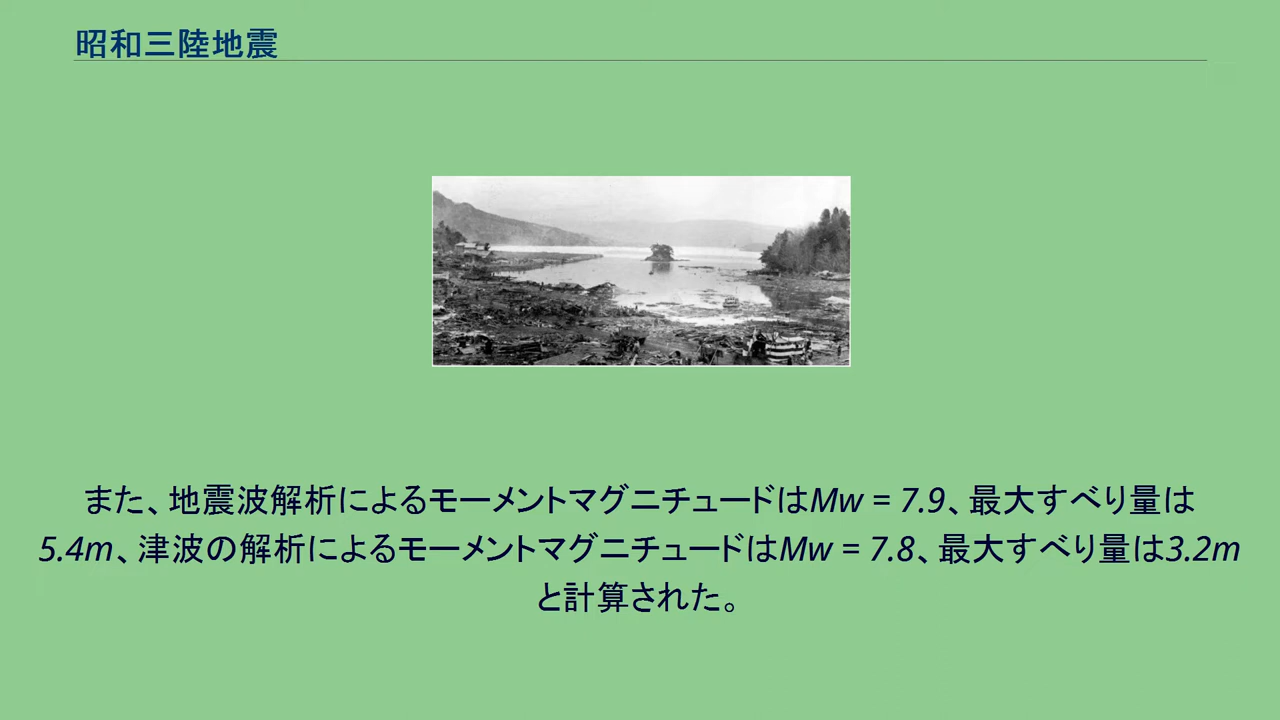 昭和三陸地震
また、地震波解析によるモーメントマグニチュードはMw = 7.9、最大すべり量は
5.4m、津波の解析によるモーメントマグニチュードはMw = 7.8、最大すべり量は3.2m
と計算された。